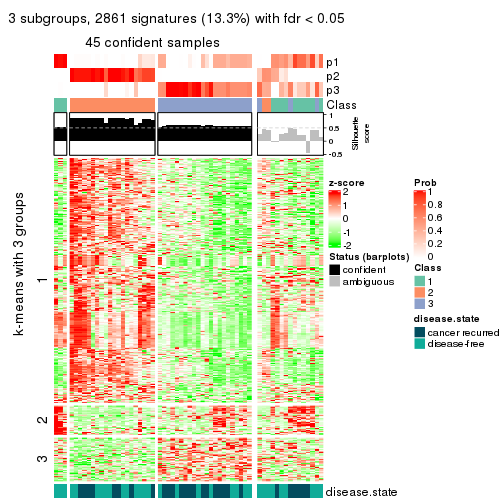 3 subgroups, 2861 signatures (13.3%) with fdr < 0.05
45 confident samples
p1
p2
p3
Class
1
0.5
0
-0.5
Silhouette
score
k-means with 3 groups
1
2
3
disease.state
z-score
2
1
0
-1
-2
Status (barplots)
confident
ambiguous
Prob
1
0.8
0.6
0.4
0.2
0
Class
1
2
3
disease.state
cancer recurred
disease-free